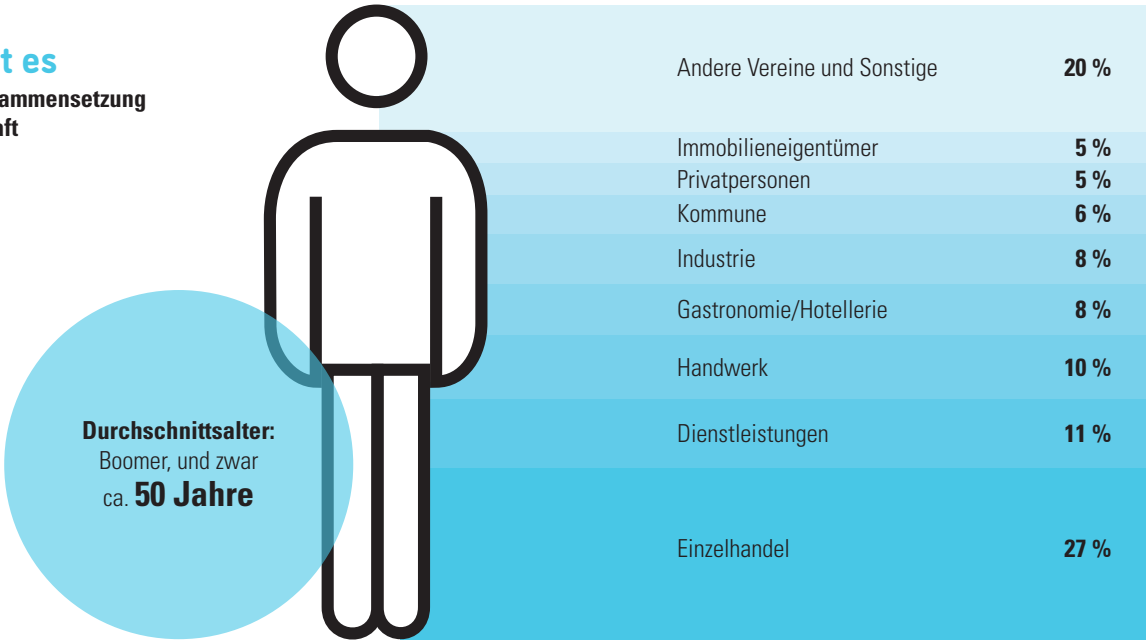 t es
ammensetzung
aft
Andere Vereine und Sonstige 20 %
Immobilieneigentümer 5 %
Privatpersonen 5 %
Kommune 6 %
Industrie 8 %
Gastronomie/Hotellerie 8 %
Handwerk 10 %
Dienstleistungen 11 %
Einzelhandel 27 %
Durchschnittsalter:
Boomer, und zwar
ca. 50 Jahre